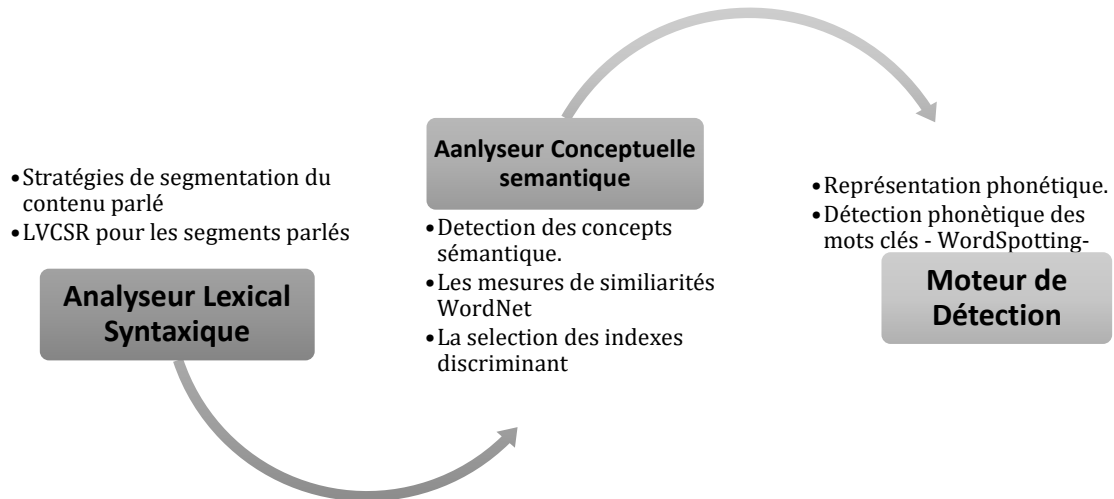 •Stratégies de segmentation du
contenu parlé
•LVCSR pour les segments parlés
Analyseur Lexical
Syntaxique
Aanlyseur Conceptuelle
semantique
•Detection des concepts
sémantique.
•Les mesures de similiarités
WordNet
•La selection des indexes
discriminant
•Représentation phonétique.
•Détection phonètique des
mots clés - WordSpotting-
Moteur de
Détection